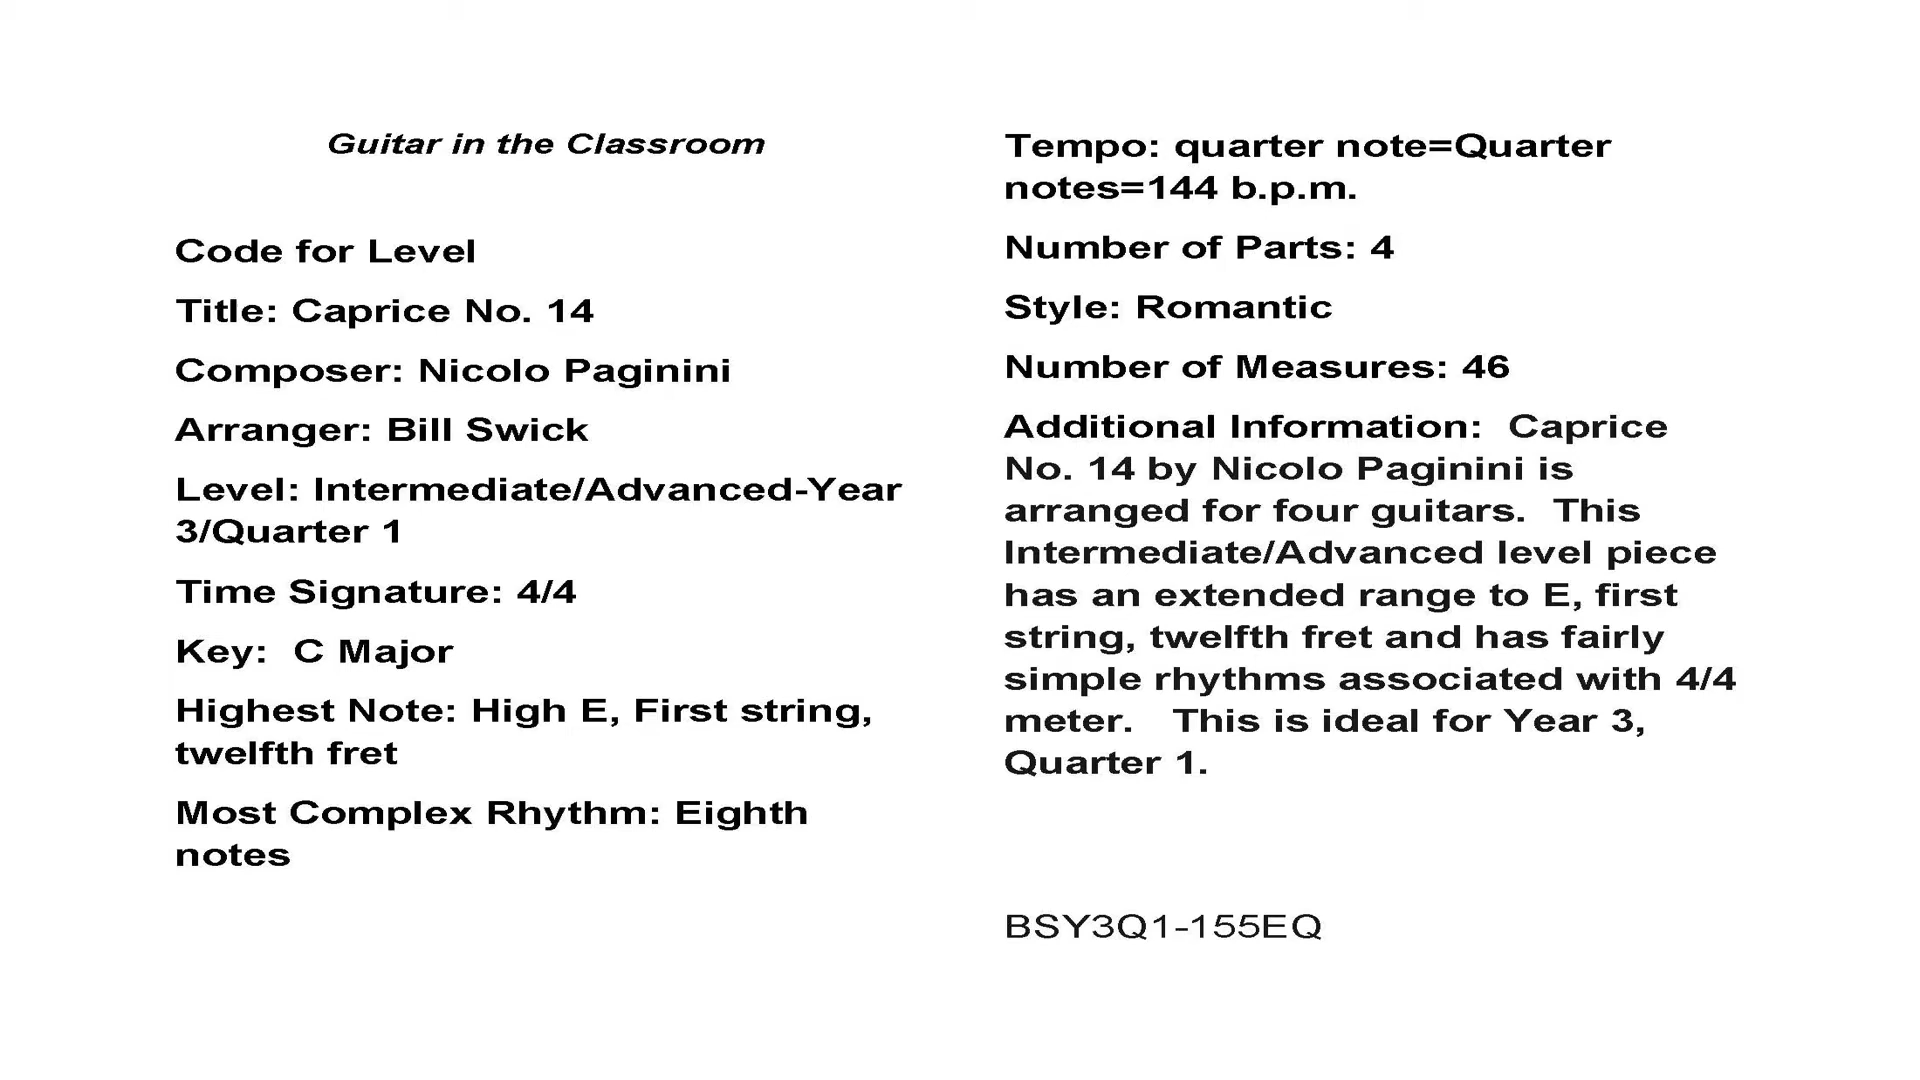 Guitar in the Classroom
Code for Level
Title: Caprice No. 14
Composer: Nicolo Paginini
Arranger: Bill Swick
Level: Intermediate/Advanced-Year
3/Quarter 1
Time Signature: 4/4
Key:  C Major
Highest Note: High E, First string,
twelfth fret
Most Complex Rhythm: Eighth
notes
Tempo: quarter note=Quarter
notes=144 b.p.m.
Number of Parts: 4
Style: Romantic
Number of Measures: 46
Additional Information:  Caprice
No. 14 by Nicolo Paginini is
arranged for four guitars.  This
Intermediate/Advanced level piece
has an extended range to E, first
string, twelfth fret and has fairly
simple rhythms associated with 4/4
meter.   This is ideal for Year 3,
Quarter 1.
BSY3Q1-155EQ